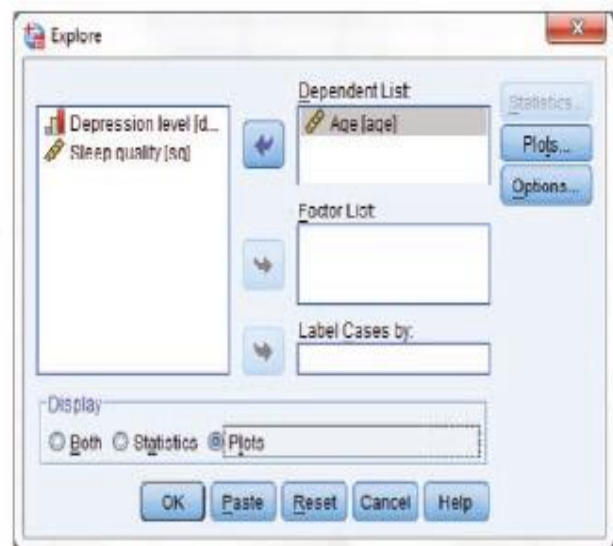 Explore
Dependent List:
Depression level [d...
Sleep quality [sq]
Age [age]
Statistics...
Plots...
Options...
Factor List:
Label Cases by:
Display
Both Statistics Plots
OK Paste Reset Cancel Help